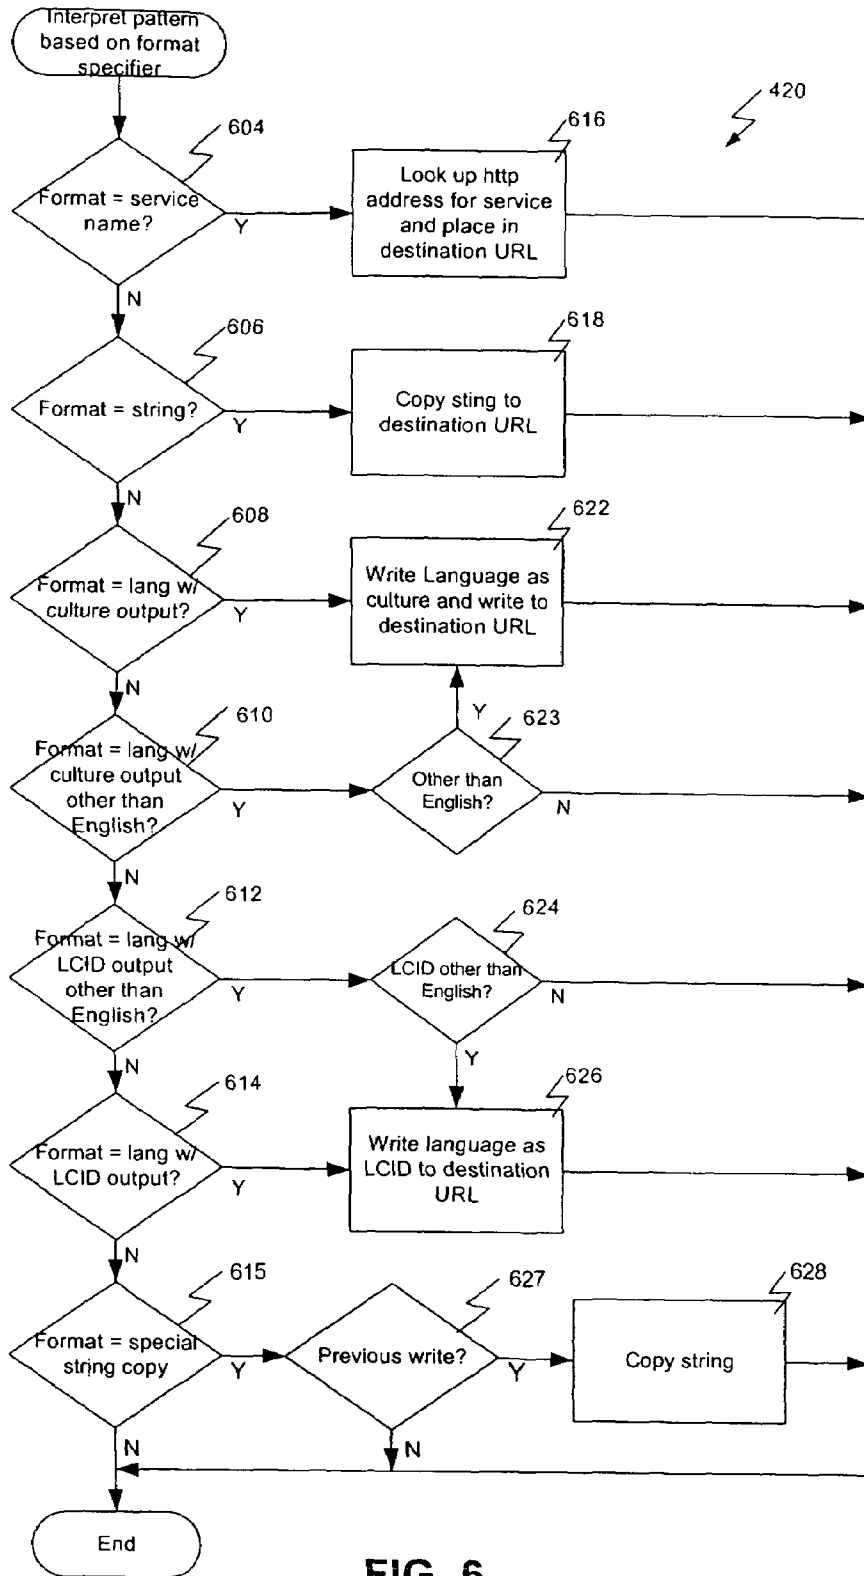 Interpret pattern
based on format
specifier
420
604
Format = service
name?
Y
N
616
Look up http
address for service
and place in
destination URL
606
Format = string?
Y
N
618
Copy sting to
destination URL
608
Format = lang w/
culture output?
Y
N
622
Write Language as
culture and write to
destination URL
610
Format = lang w/
culture output
other than
English?
Y
N
623
Other than
English?
Y
N
612
Format = lang w/
LCID output
other than
English?
Y
N
624
LCID other than
English?
N
Y
614
Format = lang w/
LCID output?
Y
N
626
Write language as
LCID to destination
URL
615
Format = special
string copy
Y
N
627
Previous write?
Y
N
628
Copy string
End
FIG. 6